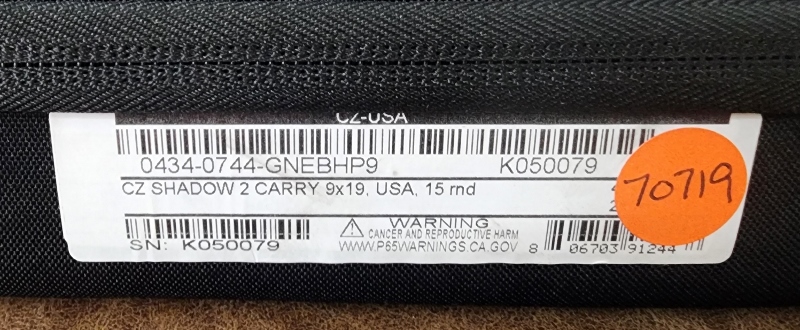 CZ-USA
0434-0744-GNEBHP9 K050079
CZ SHADOW 2 CARRY 9x19, USA, 15 rnd
70719
SN: K050079
WARNING
CANCER AND REPRODUCTIVE HARM
WWW.P65WARNINGS.CA.GOV
8 06703 91244